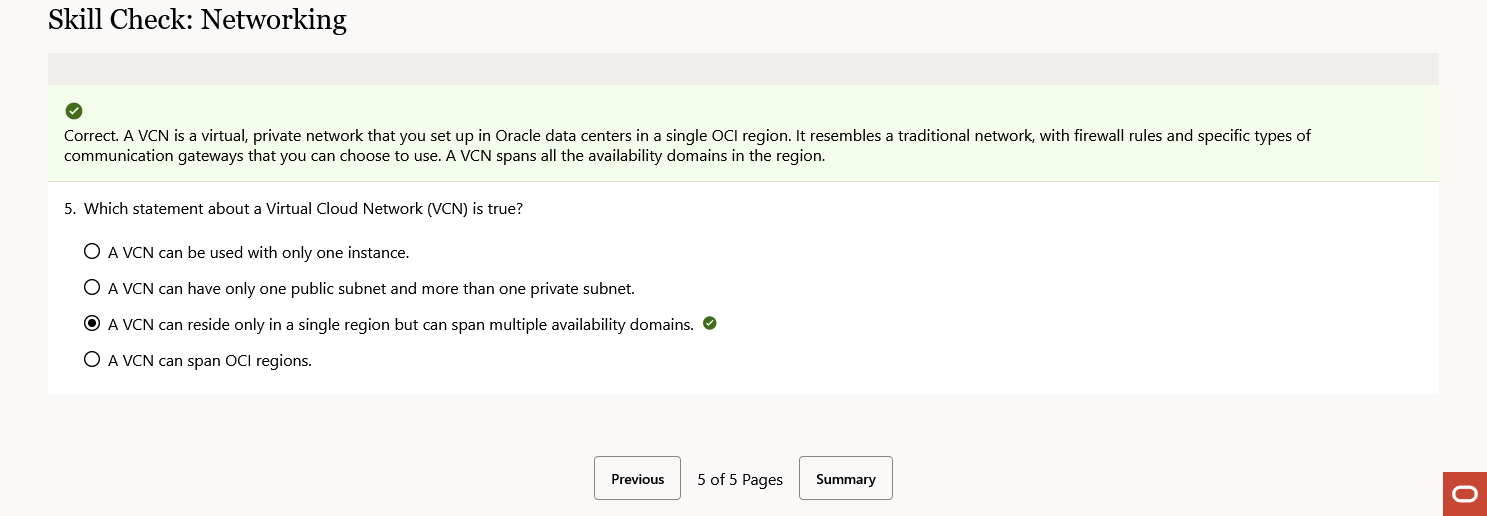 Skill Check: Networking
Correct. A VCN is a virtual, private network that you set up in Oracle data centers in a single OCI region. It resembles a traditional network, with firewall rules and specific types of
communication gateways that you can choose to use. A VCN spans all the availability domains in the region.
5. Which statement about a Virtual Cloud Network (VCN) is true?
A VCN can be used with only one instance.
A VCN can have only one public subnet and more than one private subnet.
A VCN can reside only in a single region but can span multiple availability domains.
A VCN can span OCI regions.
Previous 5 of 5 Pages Summary